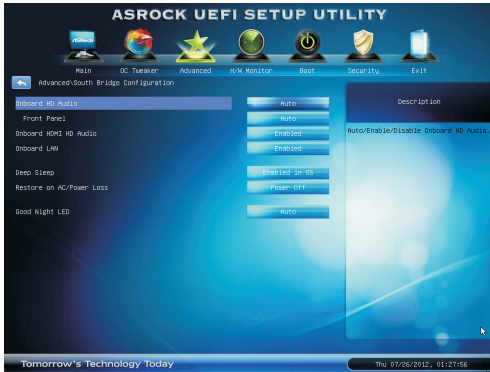 ASROCK UEFI SETUP UTILITY
ASRock
Main OC Tweaker Advanced H/W Monitor Boot Security Exit
Advanced\South Bridge Configuration
Description
Onboard HD Audio Auto
Front Panel Auto
Onboard HDMI HD Audio Enabled
Auto/Enable/Disable Onboard HD Audio.
Onboard LAN Enabled
Deep Sleep Enabled in S5
Restore on AC/Power Loss Power Off
Good Night LED Auto
Tomorrow's Technology Today
Thu 07/26/2012, 01:27:56